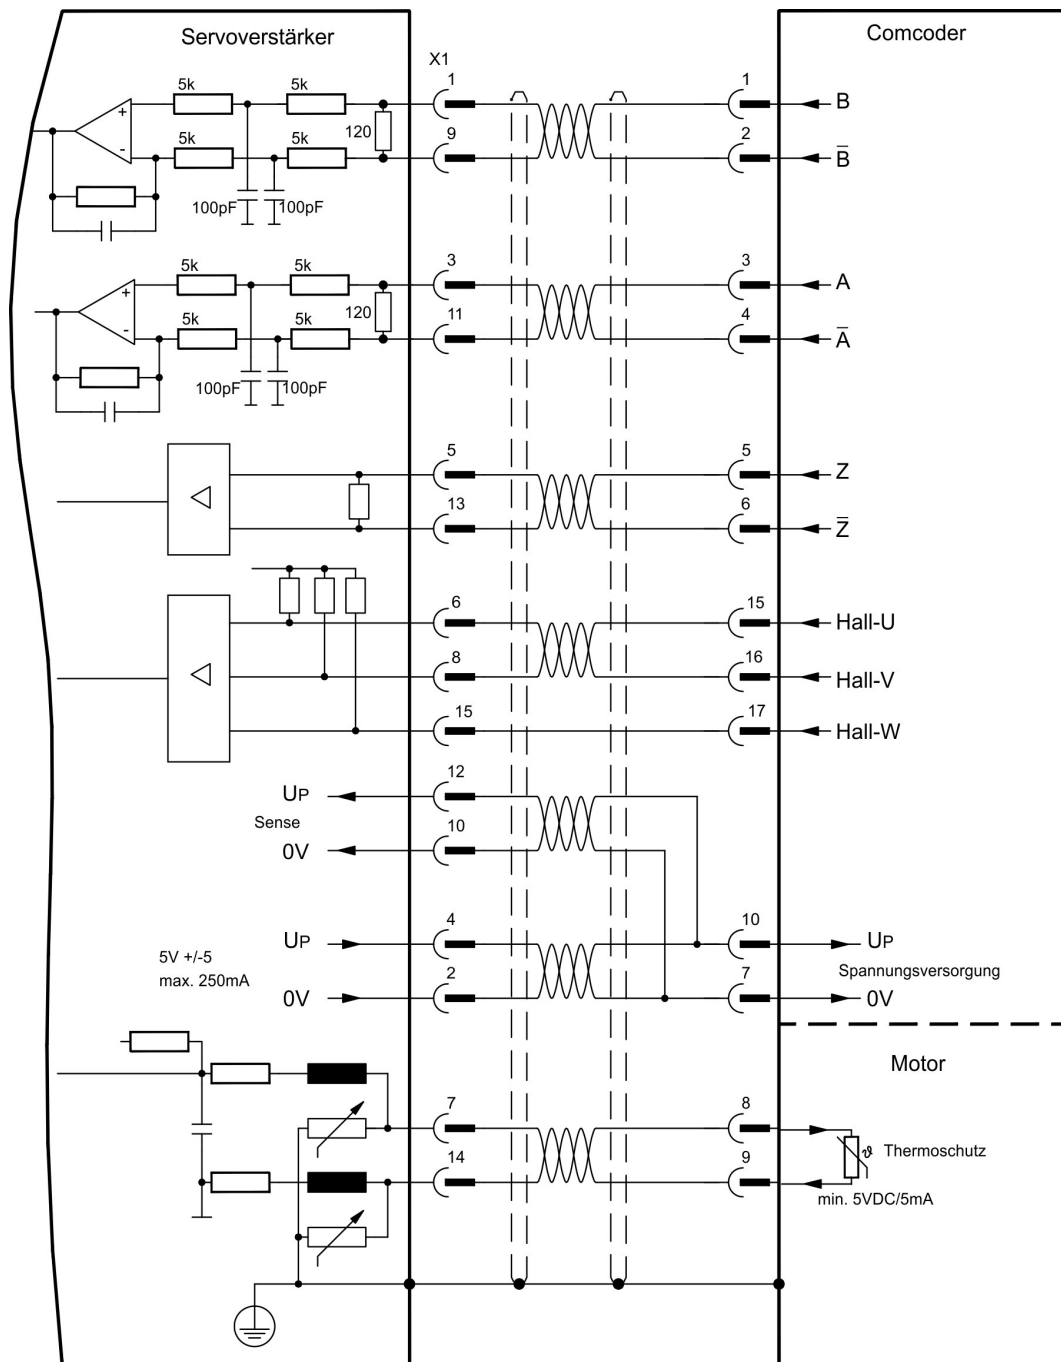 Servoverstärker
Comcoder
X1
5k
5k
1
1
B
120
5k
5k
9
2
B̅
100pF
100pF
5k
5k
3
3
A
120
5k
5k
11
4
A̅
100pF
100pF
5
5
Z
13
6
Z̅
6
15
Hall-U
8
16
Hall-V
15
17
Hall-W
+
-
+
-
12
UP
Sense
10
0V
4
10
UP
UP
5V +/-5
max. 250mA
Spannungsversorgung
2
7
0V
0V
Motor
7
8
ϑ
Thermoschutz
14
9
min. 5VDC/5mA